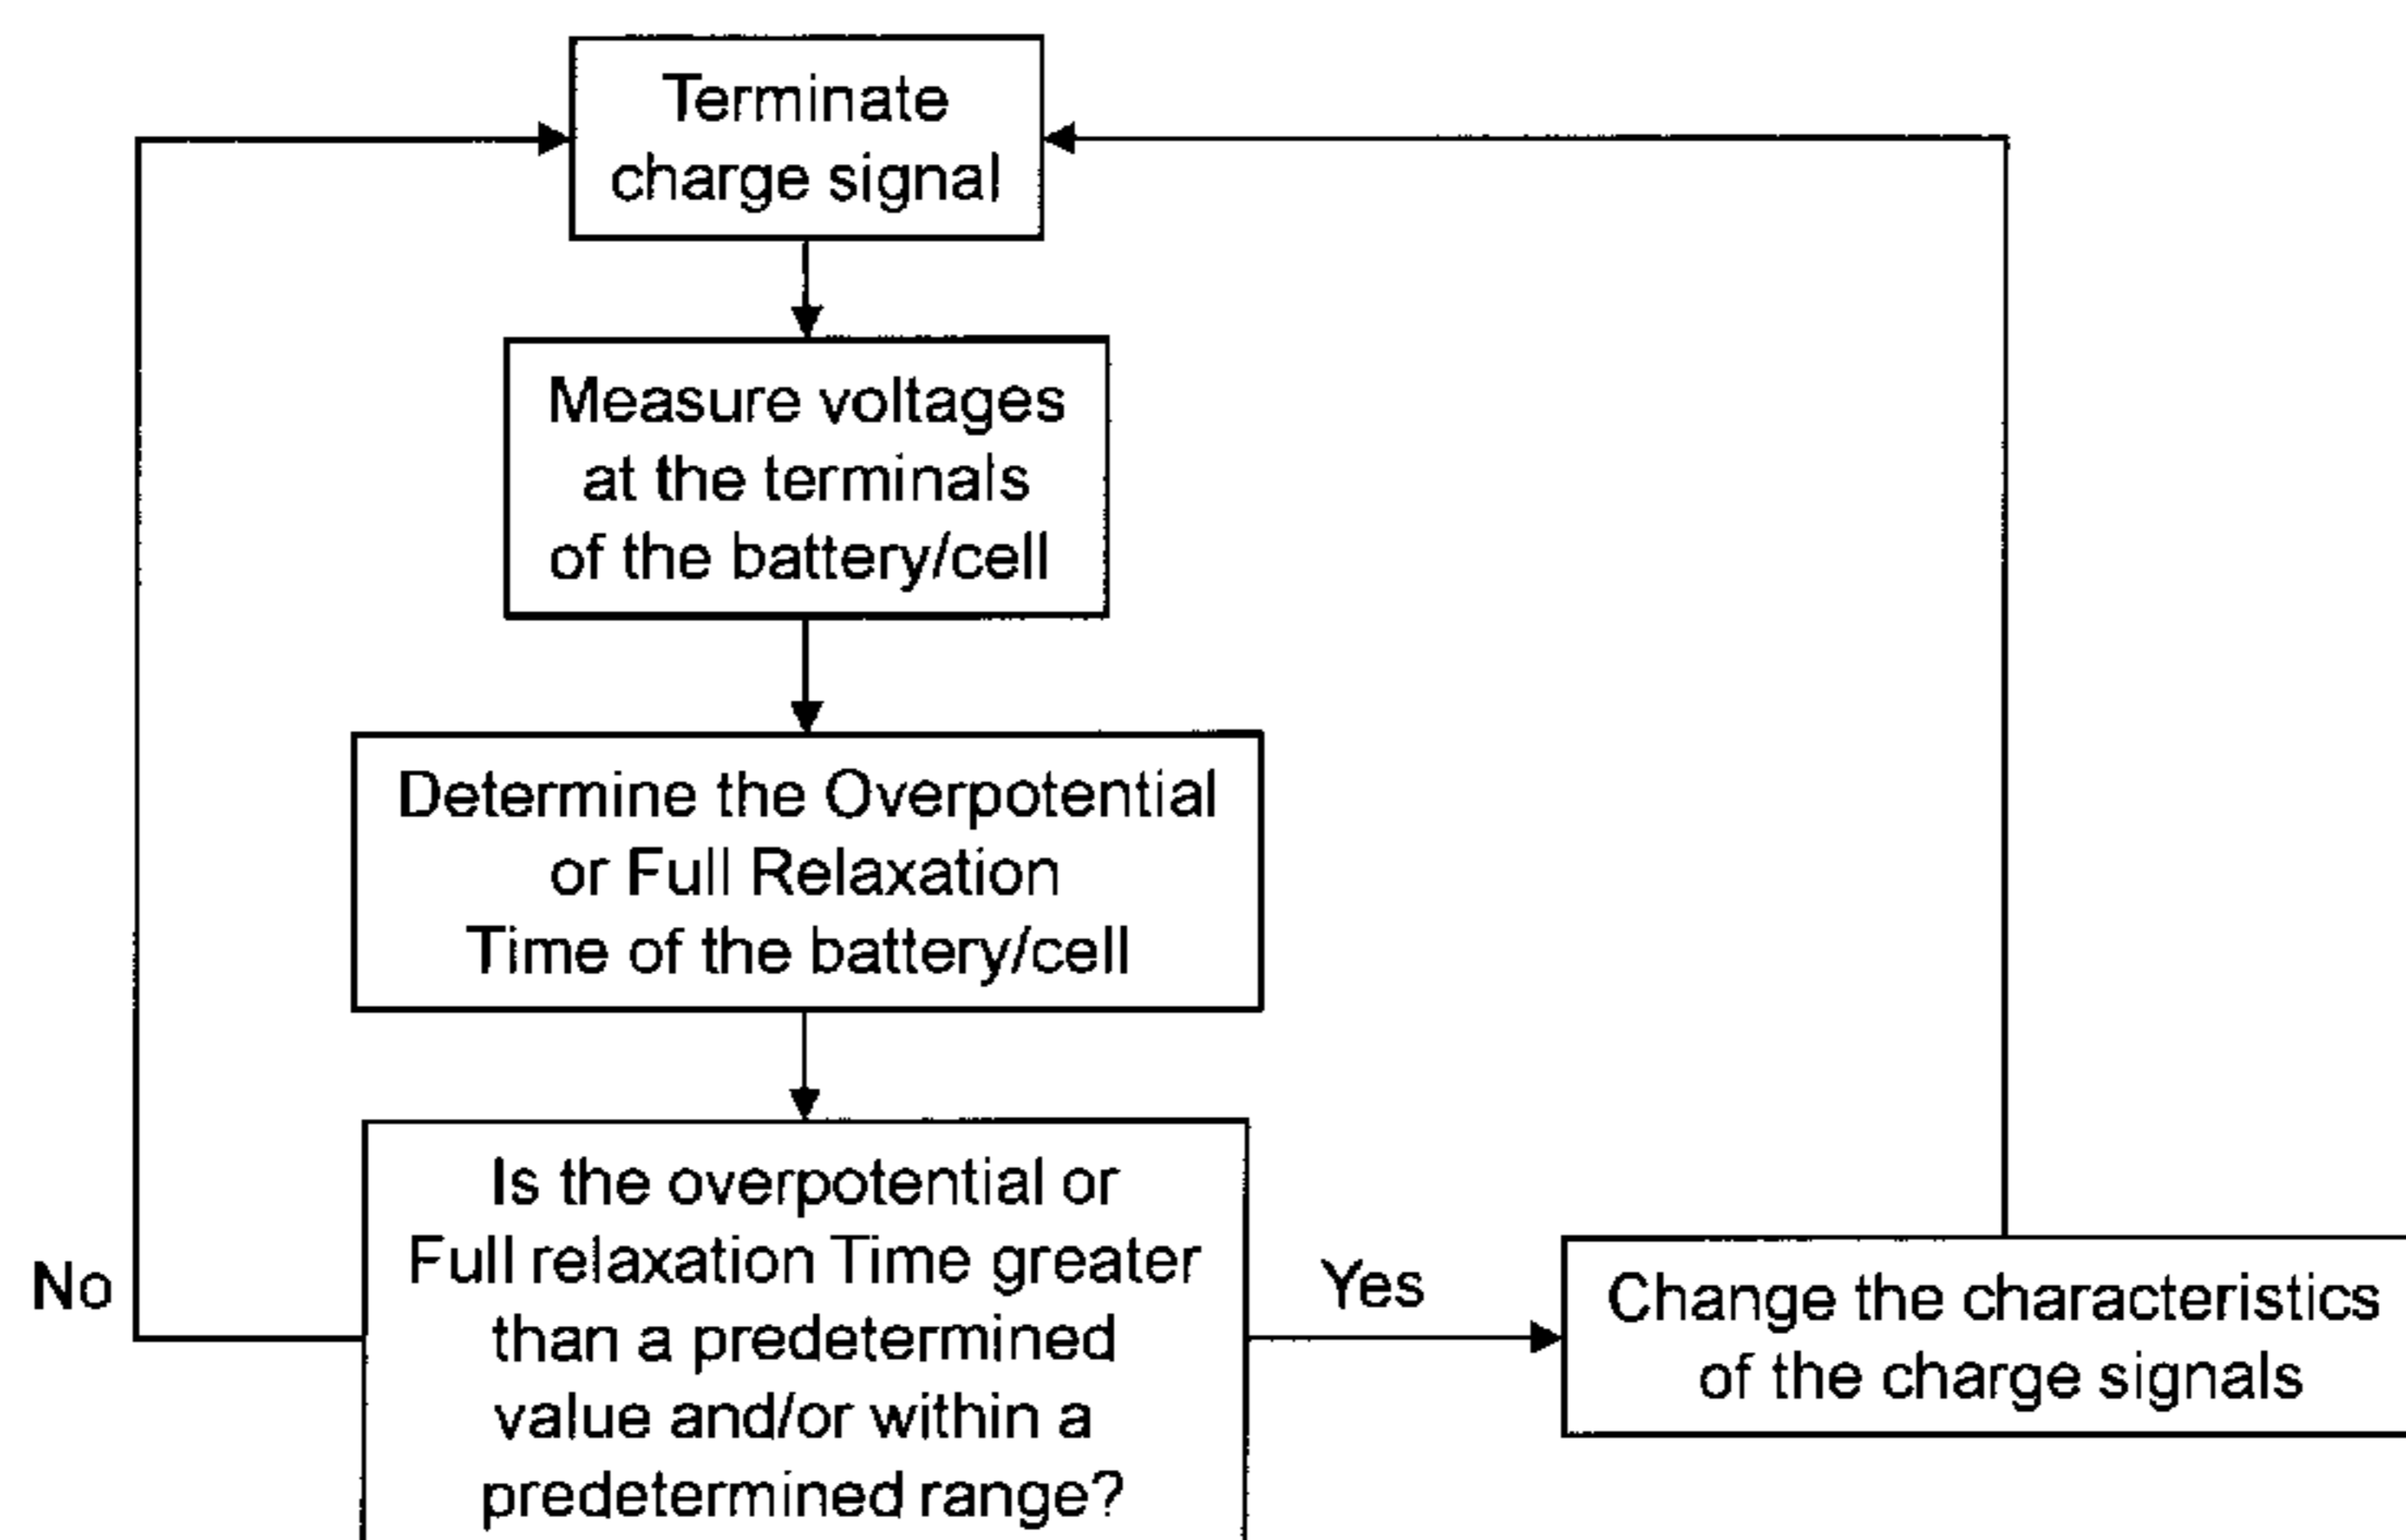 Terminate
charge signal
Measure voltages
at the terminals
of the battery/cell
Determine the Overpotential
or Full Relaxation
Time of the battery/cell
Is the overpotential or
Full relaxation Time greater
than a predetermined
value and/or within a
predetermined range?
No
Yes
Change the characteristics
of the charge signals